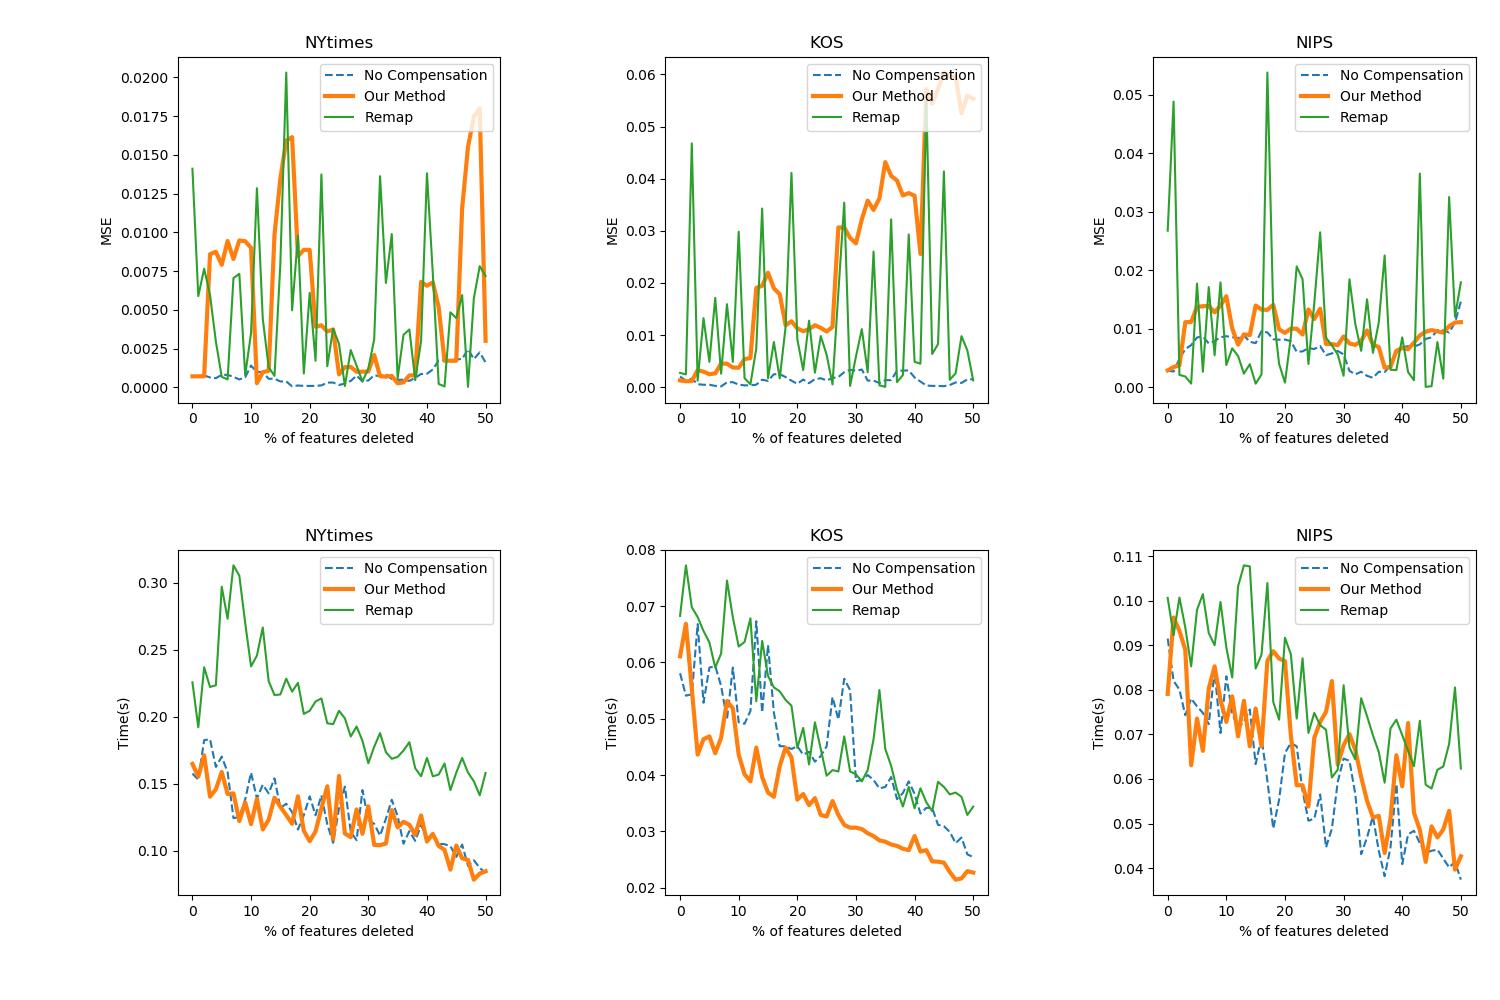 NYtimes
KOS
NIPS
No Compensation
Our Method
Remap
No Compensation
Our Method
Remap
No Compensation
Our Method
Remap
MSE
0.0200
0.0175
0.0150
0.0125
0.0100
0.0075
0.0050
0.0025
0.0000
0 10 20 30 40 50
% of features deleted
MSE
0.06
0.05
0.04
0.03
0.02
0.01
0.00
0 10 20 30 40 50
% of features deleted
MSE
0.05
0.04
0.03
0.02
0.01
0.00
0 10 20 30 40 50
% of features deleted
NYtimes
KOS
NIPS
No Compensation
Our Method
Remap
No Compensation
Our Method
Remap
No Compensation
Our Method
Remap
Time(s)
0.30
0.25
0.20
0.15
0.10
0 10 20 30 40 50
% of features deleted
Time(s)
0.08
0.07
0.06
0.05
0.04
0.03
0.02
0 10 20 30 40 50
% of features deleted
Time(s)
0.11
0.10
0.09
0.08
0.07
0.06
0.05
0.04
0 10 20 30 40 50
% of features deleted